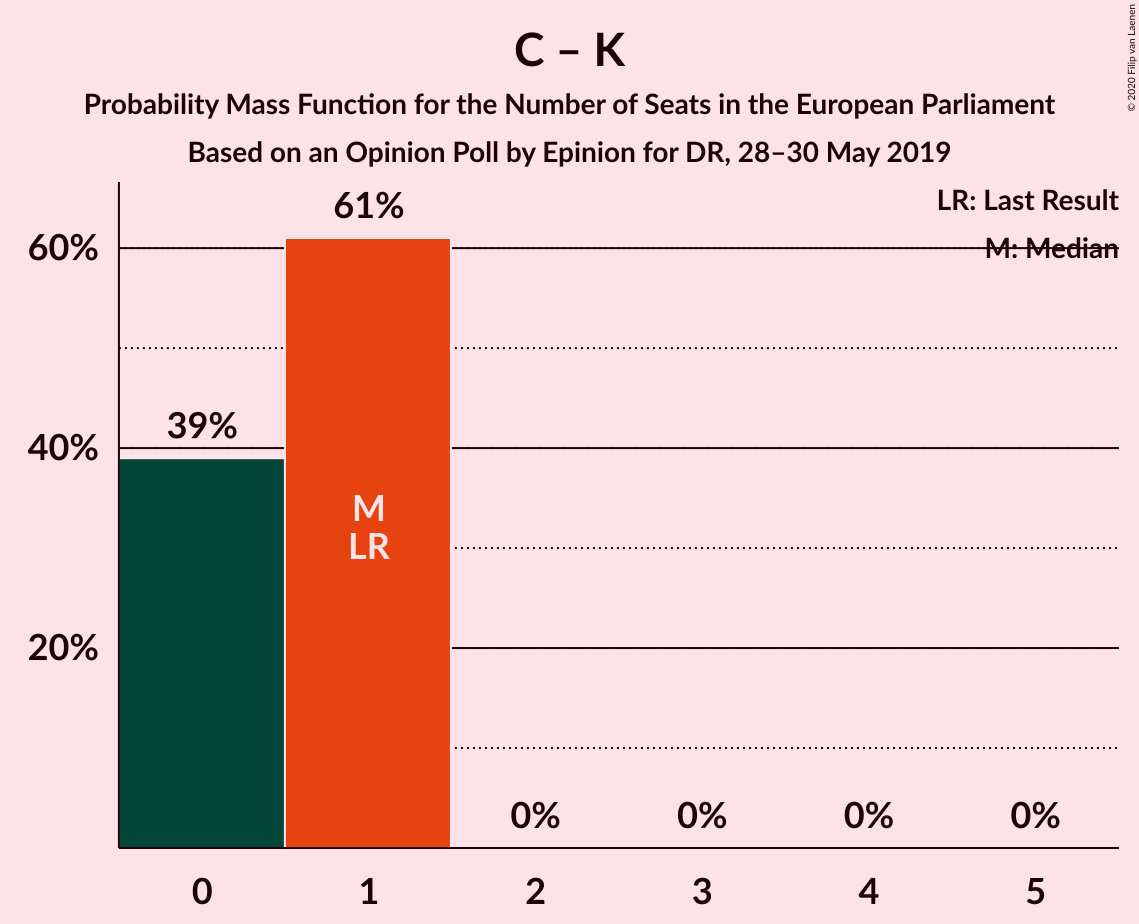 C – K
Probability Mass Function for the Number of Seats in the European Parliament
Based on an Opinion Poll by Epinion for DR, 28–30 May 2019
© 2020 Filip van Laenen
LR: Last Result
M: Median
61%
60%
39%
40%
M
LR
20%
0% 0% 0% 0%
0 1 2 3 4 5